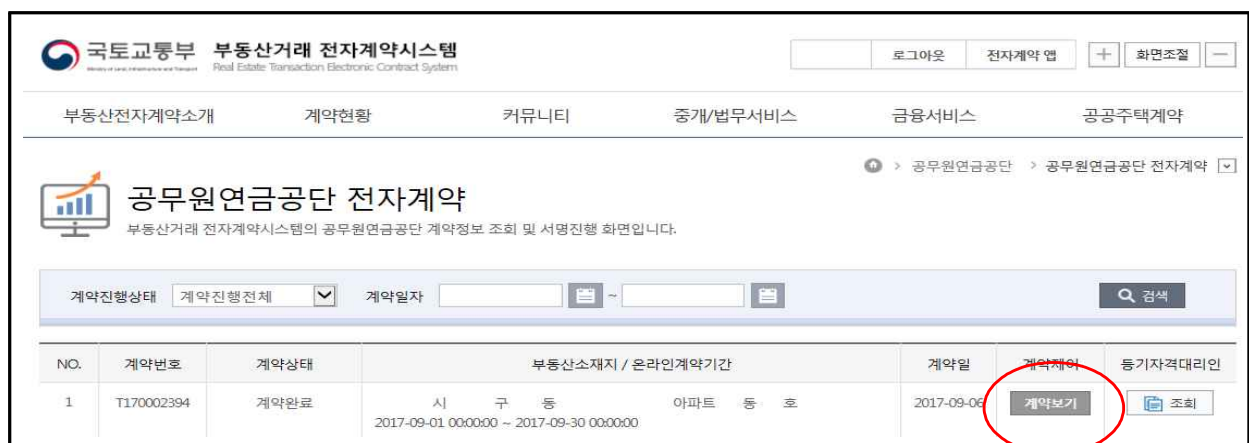 국토교통부 부동산거래 전자계약시스템
Real Estate Transaction Electronic Contract System
로그아웃 전자계약 앱 + 화면조절 -
부동산전자계약소개 계약현황 커뮤니티 중개/법무서비스 금융서비스 공공주택계약
> 공무원연금공단 > 공무원연금공단 전자계약
공무원연금공단 전자계약
부동산거래 전자계약시스템의 공무원연금공단 계약정보 조회 및 서명진행 화면입니다.
계약진행상태 계약진행전체 계약일자 ~ 검색
NO. 계약번호 계약상태 부동산소재지 / 온라인계약기간 계약일 계약제어 등기자격대리인
1 T170002394 계약완료 시 구 동 아파트 동 호 2017-09-06 계약보기 조회
2017-09-01 00:00:00 ~ 2017-09-30 00:00:00